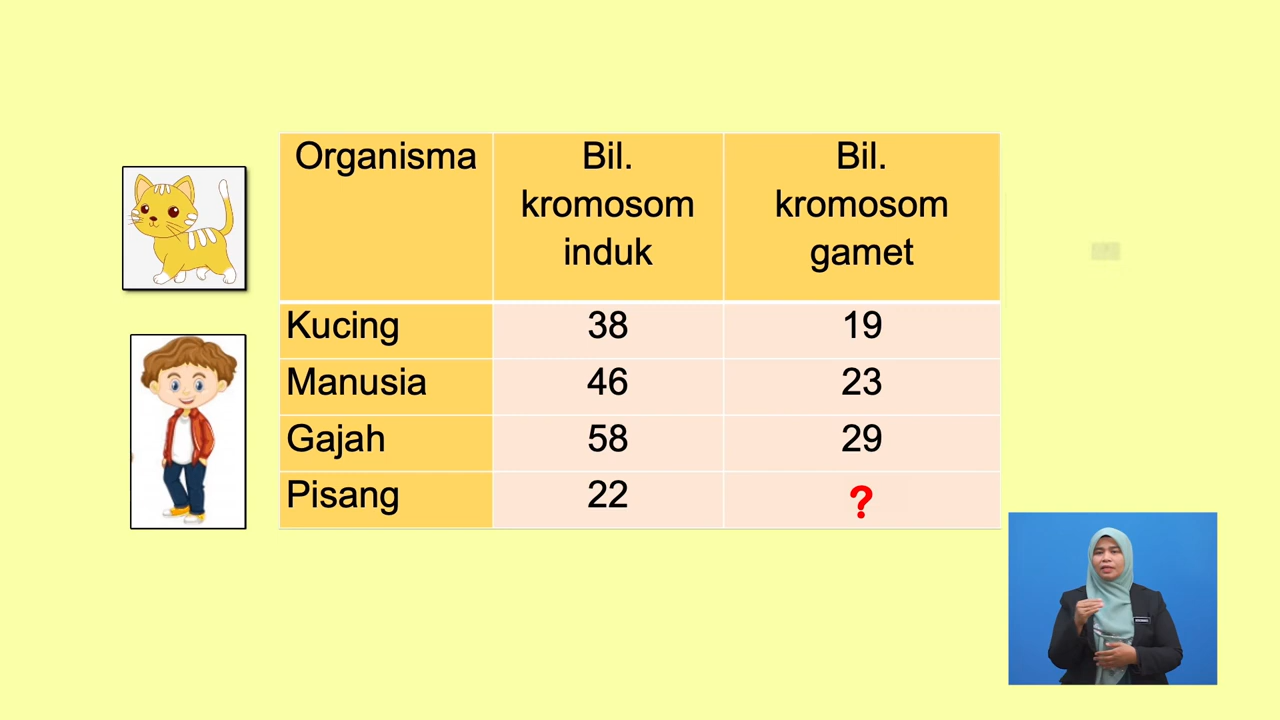 Organisma Bil. kromosom induk Bil. kromosom gamet
Kucing 38 19
Manusia 46 23
Gajah 58 29
Pisang 22 ?